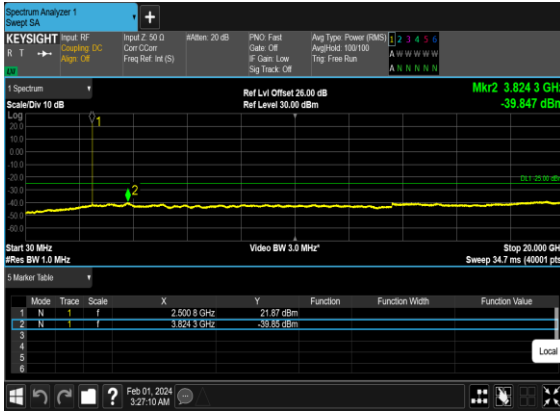 Spectrum Analyzer 1
Swept SA
+
KEYSIGHT
R T
Input: RF
Coupling: DC
Align: Off
Input Z: 50 Ω
Corr CCorr
Freq Ref: Int (S)
#Atten: 20 dB
PNO: Fast
Gate: Off
IF Gain: Low
Sig Track: Off
Avg Type: Power (RMS)
Avg|Hold: 100/100
Trig: Free Run
1 2 3 4 5 6
A W W W W W
A N N N N N
1 Spectrum
Scale/Div 10 dB
Ref Lvl Offset 26.00 dB
Ref Level 30.00 dBm
Mkr2 3.824 3 GHz
-39.847 dBm
Log
20.0
10.0
0.00
-10.0
-20.0
-30.0
-40.0
-50.0
-60.0
1
2
DL1 -25.00 dBm
Start 30 MHz
#Res BW 1.0 MHz
Video BW 3.0 MHz*
Stop 20.000 GH
Sweep 34.7 ms (40001 pts
5 Marker Table
Mode Trace Scale X Y Function Function Width Function Value
1 N 1 f 2.500 8 GHz 21.87 dBm
2 N 1 f 3.824 3 GHz -39.85 dBm
3
4
5
6
Local
?
Feb 01, 2024
3:27:10 AM